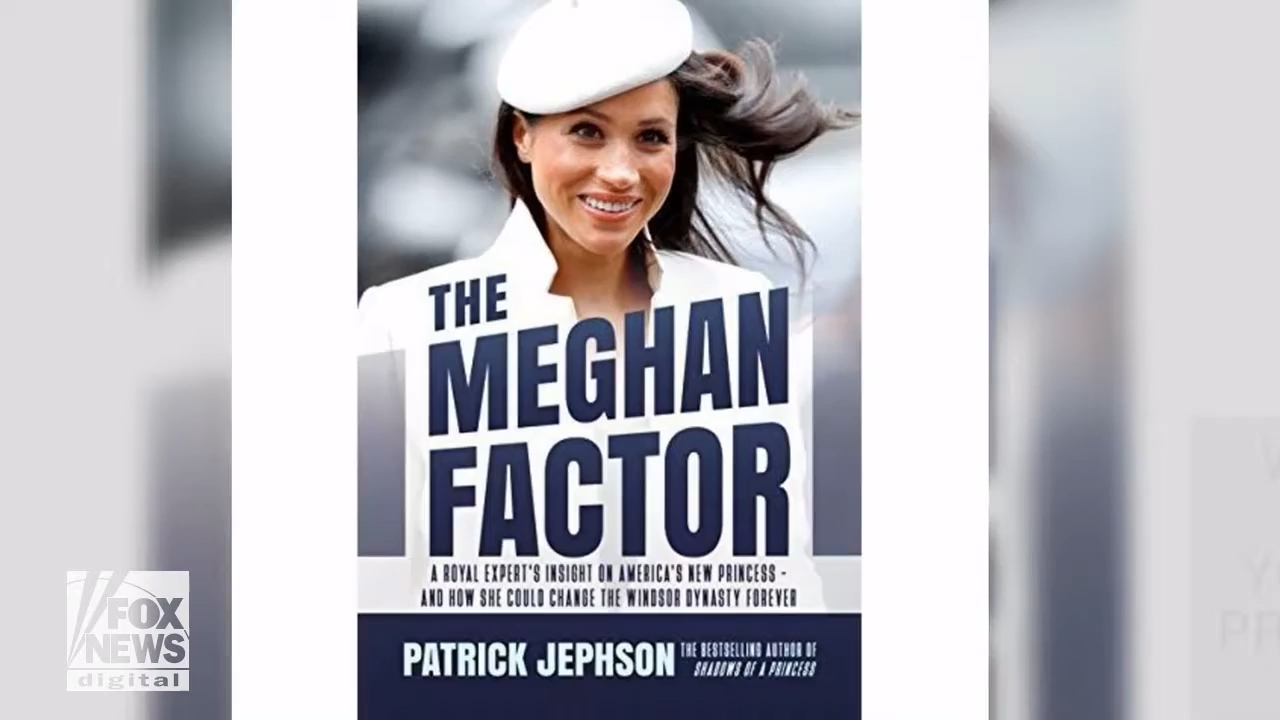 THE
MEGHAN
FACTOR
A ROYAL EXPERT'S INSIGHT ON AMERICA'S NEW PRINCESS -
AND HOW SHE COULD CHANGE THE WINDSOR DYNASTY FOREVER
PATRICK JEPHSON
THE BESTSELLING AUTHOR OF
SHADOWS OF A PRINCESS
FOX
NEWS
digital